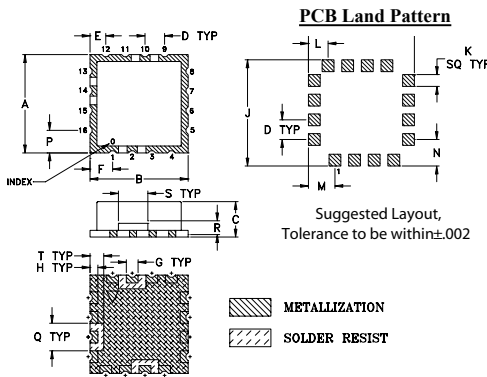 PCB Land Pattern
E
D TYP
12 11 10 9
13
14
15
16
8
7
6
5
A
P
0
1 2 3 4
F
B
INDEX
L
K
SQ TYP
J
D TYP
N
1
M
S TYP
C
R
Suggested Layout,
Tolerance to be within±.002
T TYP
H TYP
G TYP
Q TYP
METALLIZATION
SOLDER RESIST